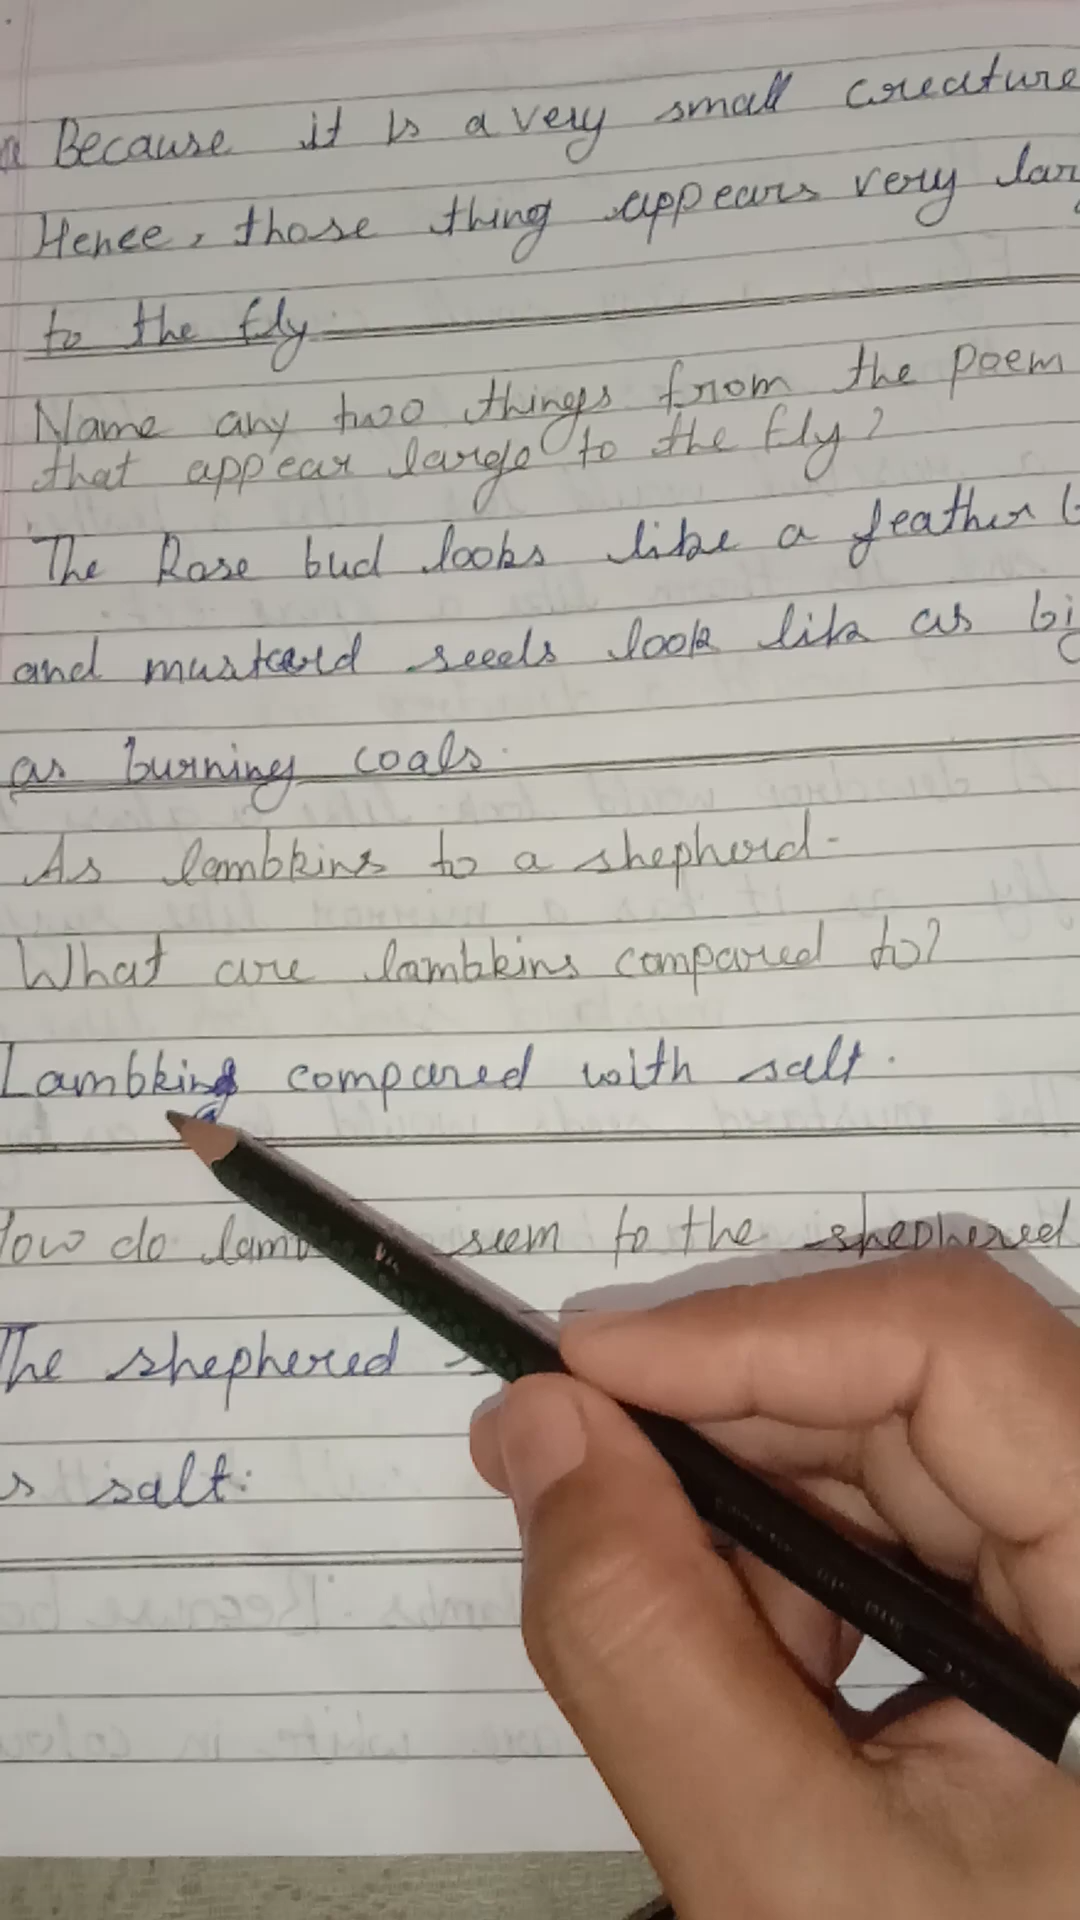 Because it is a very small creature
Hence, those thing appears very
to the fly
Name any two things from the poem
that appear large to the fly?
The Rose bud looks like a feather
and mustard seeds look lik as
as burning coals.
As lambkins to a shepherd.
What are lambkins compared to?
Lambkins compared with salt.
do seem to the shephered
The shephered
salt.